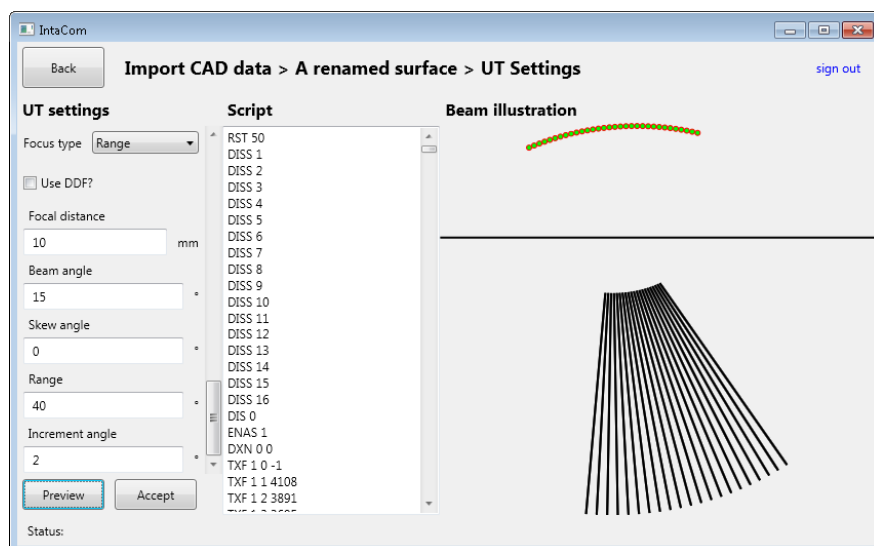 IntaCom
Back
Import CAD data > A renamed surface > UT Settings
sign out
UT settings
Focus type Range
Use DDF?
Focal distance
10 mm
Beam angle
15 °
Skew angle
0 °
Range
40 °
Increment angle
2 °
Preview Accept
Status:
Script
RST 50
DISS 1
DISS 2
DISS 3
DISS 4
DISS 5
DISS 6
DISS 7
DISS 8
DISS 9
DISS 10
DISS 11
DISS 12
DISS 13
DISS 14
DISS 15
DISS 16
DIS 0
ENAS 1
DXN 0 0
TXF 1 0 -1
TXF 1 1 4108
TXF 1 2 3891
Beam illustration